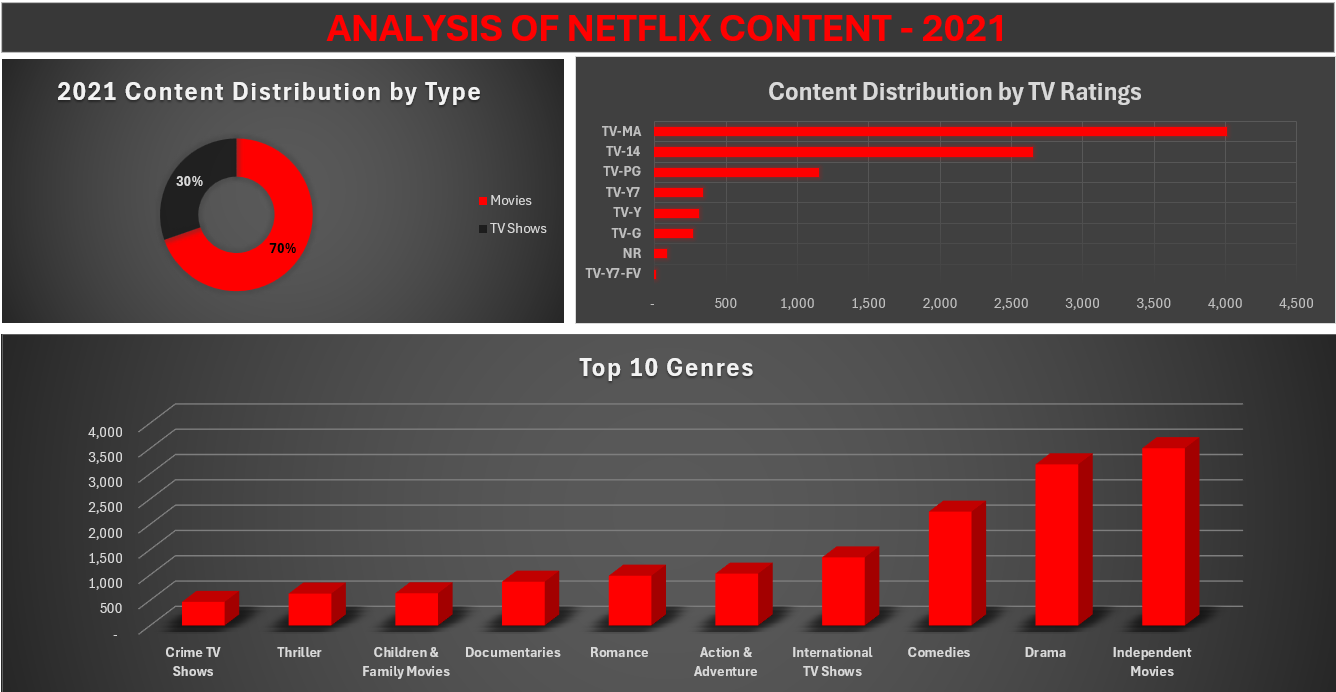 ANALYSIS OF NETFLIX CONTENT - 2021
2021 Content Distribution by Type
30%
70%
Movies
TV Shows
Content Distribution by TV Ratings
TV-MA
TV-14
TV-PG
TV-Y7
TV-Y
TV-G
NR
TV-Y7-FV
- 500 1,000 1,500 2,000 2,500 3,000 3,500 4,000 4,500
Top 10 Genres
4,000
3,500
3,000
2,500
2,000
1,500
1,000
500
-
Crime TV Shows
Thriller
Children & Family Movies
Documentaries
Romance
Action & Adventure
International TV Shows
Comedies
Drama
Independent Movies